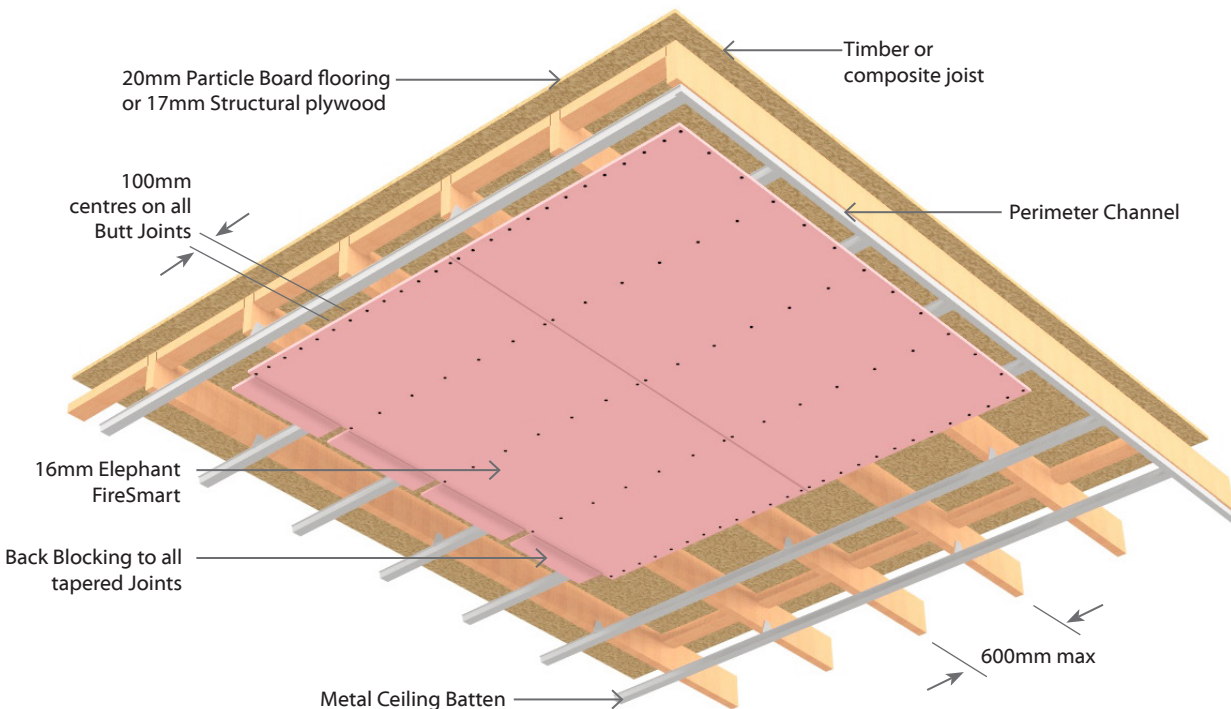 Timber or
composite joist
20mm Particle Board flooring
or 17mm Structural plywood
100mm
centres on all
Butt Joints
Perimeter Channel
16mm Elephant
FireSmart
Back Blocking to all
tapered Joints
600mm max
Metal Ceiling Batten